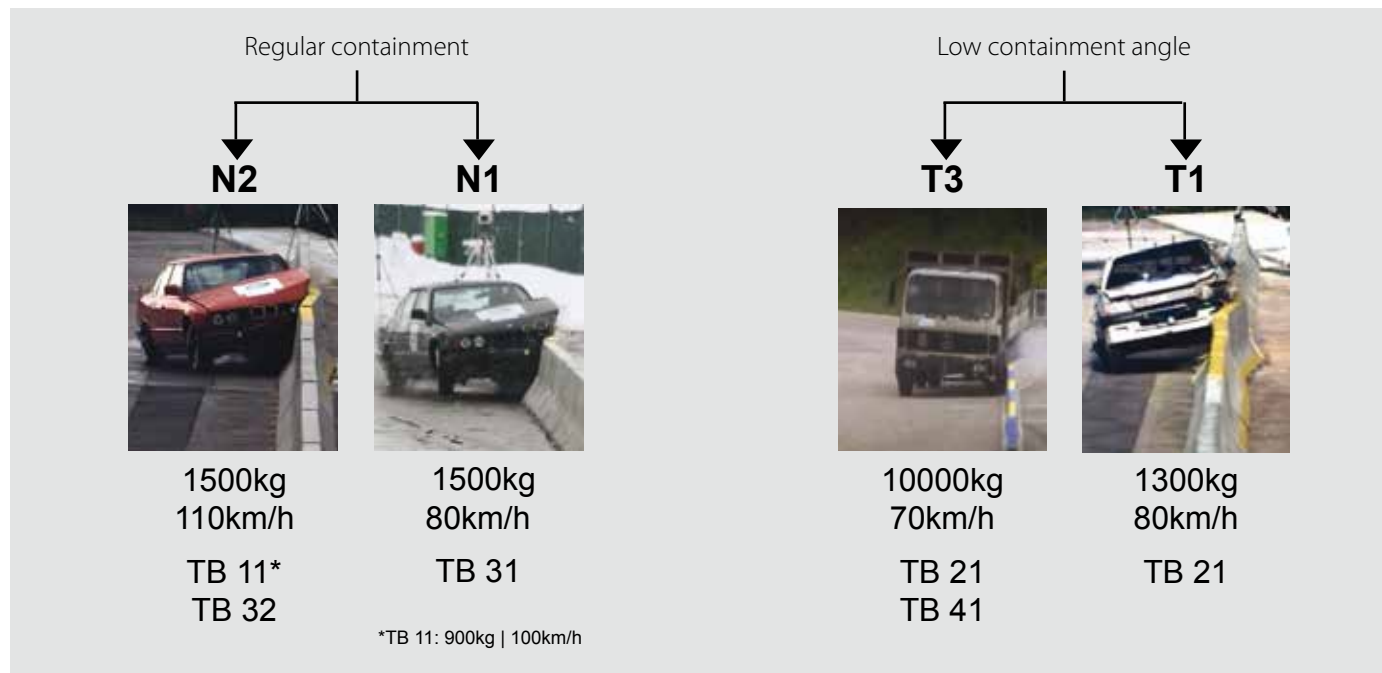 Regular containment
N2
1500kg
110km/h
TB 11*
TB 32
N1
1500kg
80km/h
TB 31
*TB 11: 900kg | 100km/h
Low containment angle
T3
10000kg
70km/h
TB 21
TB 41
T1
1300kg
80km/h
TB 21